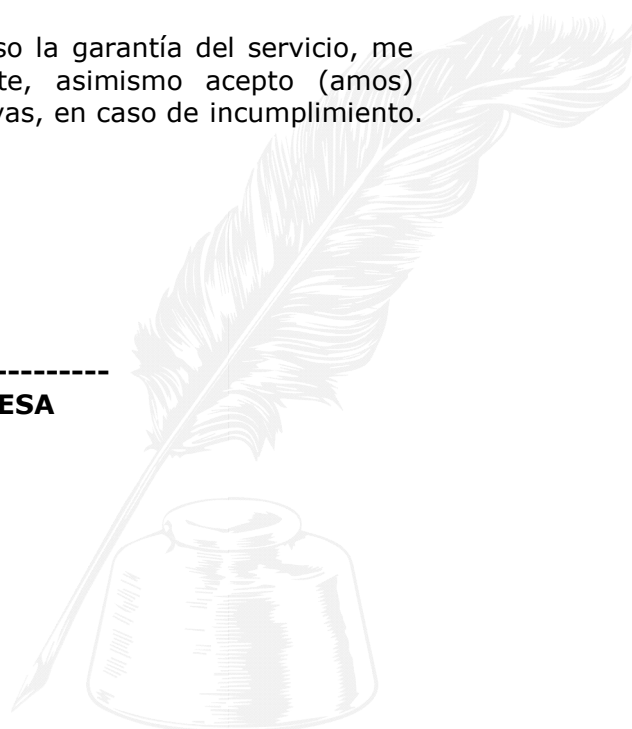 so la garantía del servicio, me
te, asimismo acepto (amos)
vas, en caso de incumplimiento.
---------
ESA